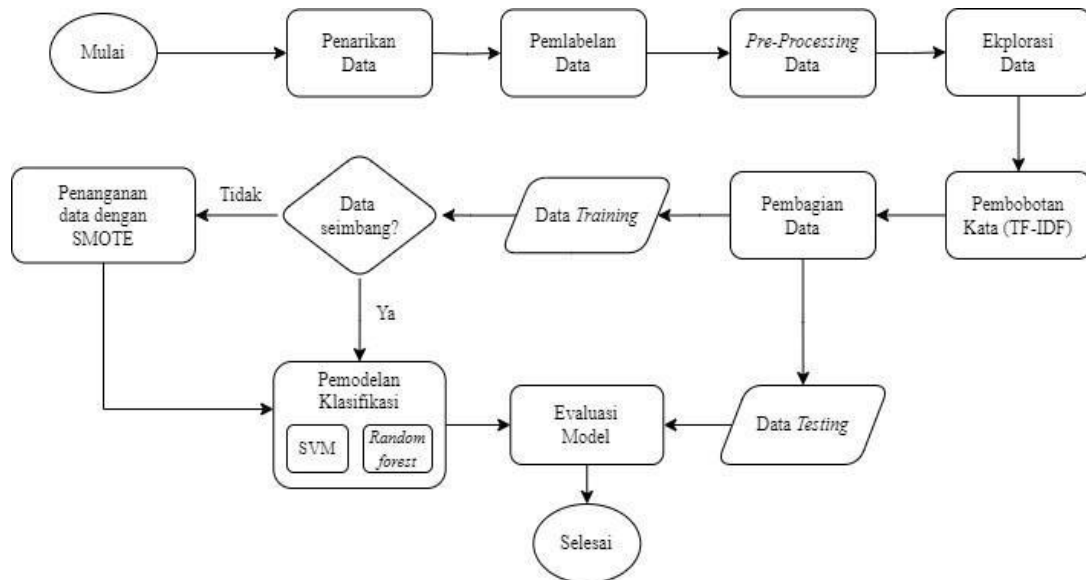 Mulai
Penarikan
Data
Pemlabelan
Data
Pre-Processing
Data
Ekplorasi
Data
Penanganan
data dengan
SMOTE
Tidak
Data
seimbang?
Data Training
Pembagian
Data
Pembobotan
Kata (TF-IDF)
Ya
Pemodelan
Klasifikasi
SVM
Random
forest
Evaluasi
Model
Data Testing
Selesai